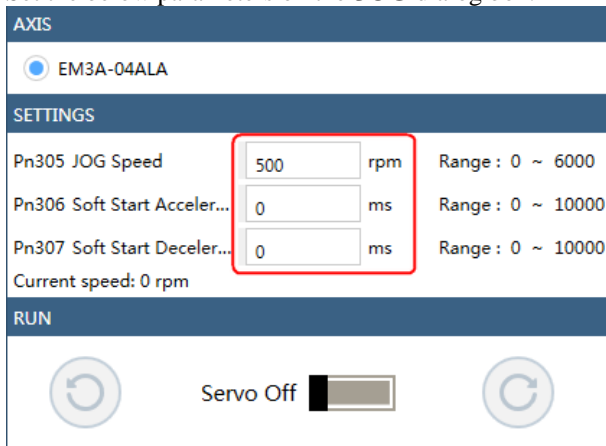 AXIS
EM3A-04ALA
SETTINGS
Pn305 JOG Speed 500 rpm Range : 0 ~ 6000
Pn306 Soft Start Acceler... 0 ms Range : 0 ~ 10000
Pn307 Soft Start Deceler... 0 ms Range : 0 ~ 10000
Current speed: 0 rpm
RUN
Servo Off